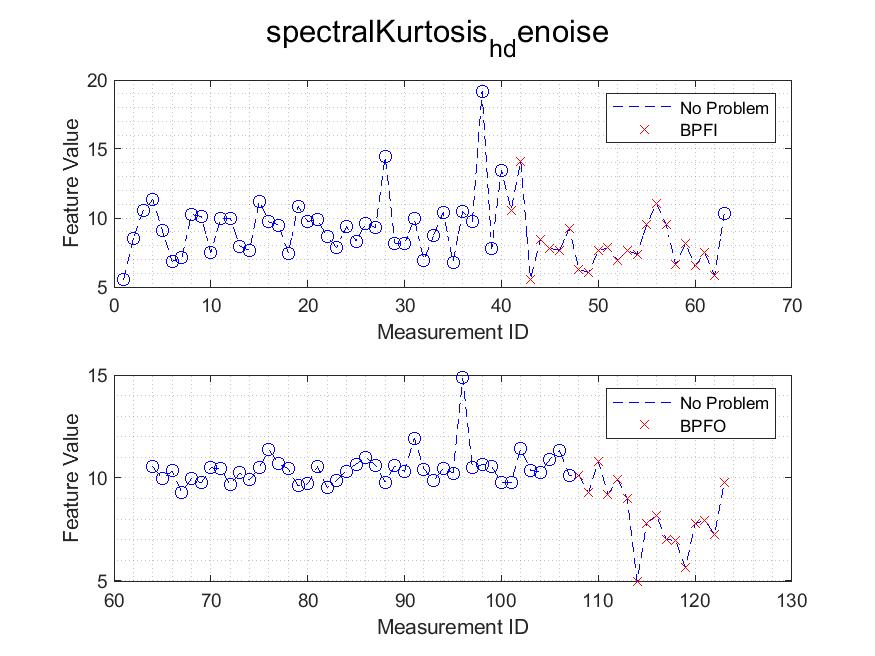 spectralKurtosis_hd enoise
20
15
10
5
Feature Value
No Problem
BPFI
0 10 20 30 40 50 60 70
Measurement ID
15
10
5
Feature Value
No Problem
BPFO
60 70 80 90 100 110 120 130
Measurement ID